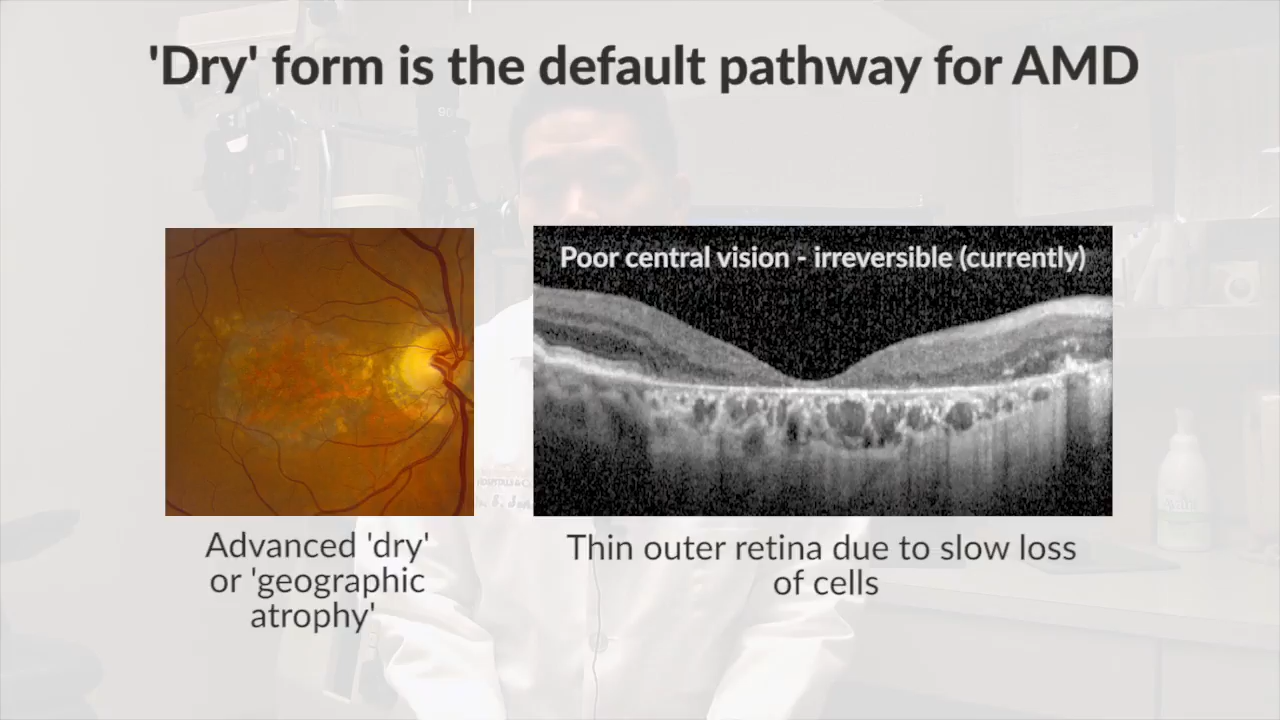 'Dry' form is the default pathway for AMD
Poor central vision - irreversible (currently)
Advanced 'dry'
or 'geographic
atrophy'
Thin outer retina due to slow loss
of cells